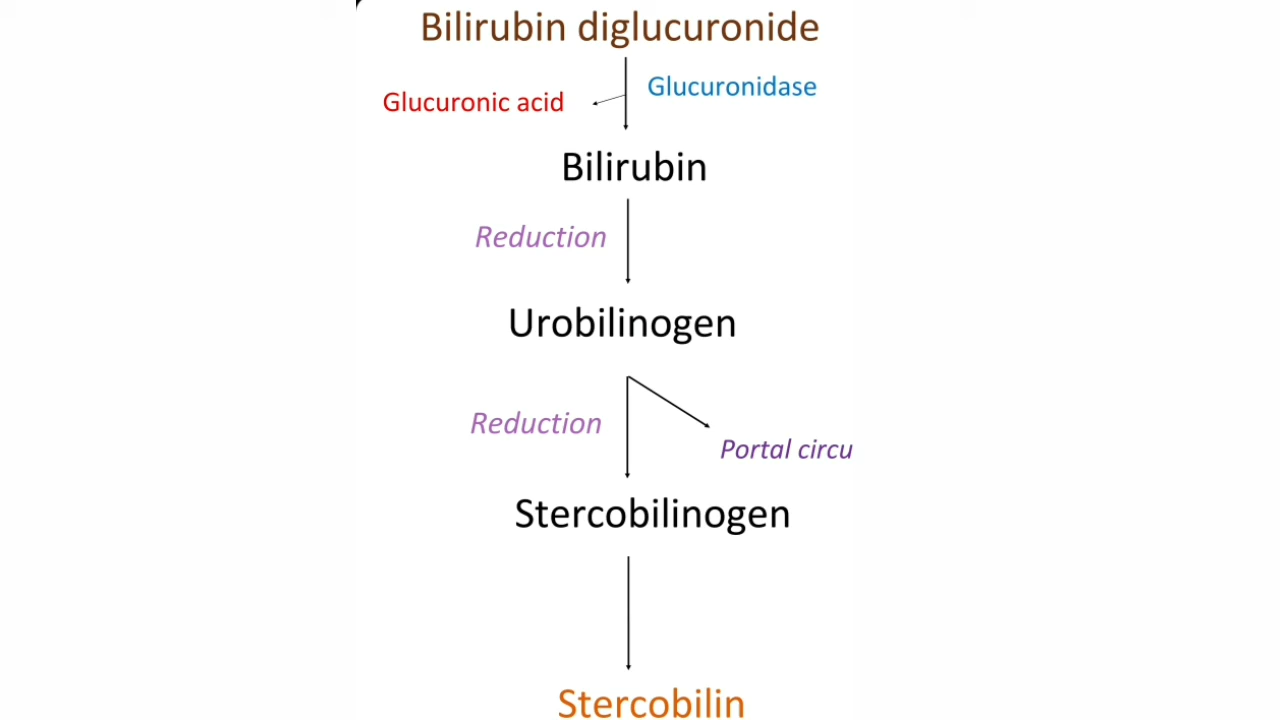 Bilirubin diglucuronide
Glucuronidase
Glucuronic acid
Bilirubin
Reduction
Urobilinogen
Reduction
Portal circu
Stercobilinogen
Stercobilin